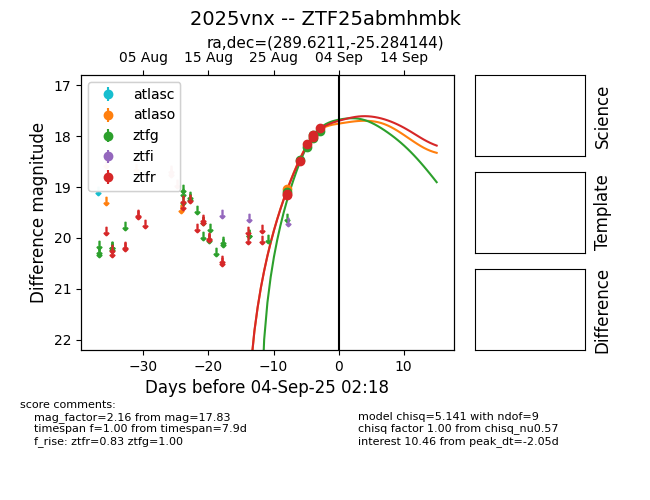 2025vnx -- ZTF25abmhmbk
ra,dec=(289.6211,-25.284144)
05 Aug 15 Aug 25 Aug 04 Sep 14 Sep
17
18
19
20
21
22
Difference magnitude
atlasc
atlaso
ztfg
ztfi
ztfr
−30 −20 −10 0 10
Days before 04-Sep-25 02:18
Science
Template
Difference
score comments:
mag_factor=2.16 from mag=17.83
timespan f=1.00 from timespan=7.9d
f_rise: ztfr=0.83 ztfg=1.00
model chisq=5.141 with ndof=9
chisq factor 1.00 from chisq_nu0.57
interest 10.46 from peak_dt=-2.05d